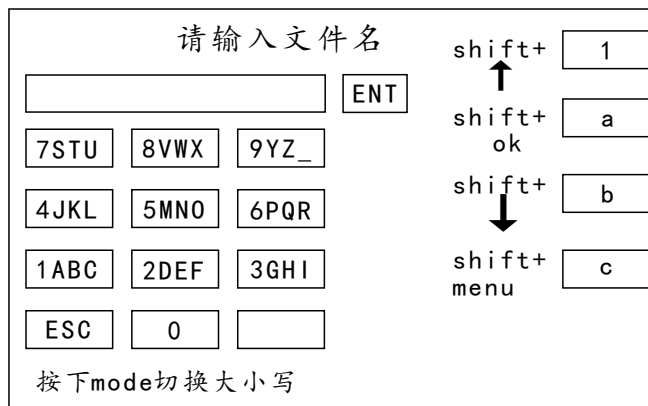 请输入文件名
ENT
7STU 8VWX 9YZ_
4JKL 5MNO 6PQR
1ABC 2DEF 3GHI
ESC 0
按下mode切换大小写
shift+ 1
shift+ a
ok
shift+ b
shift+ c
menu